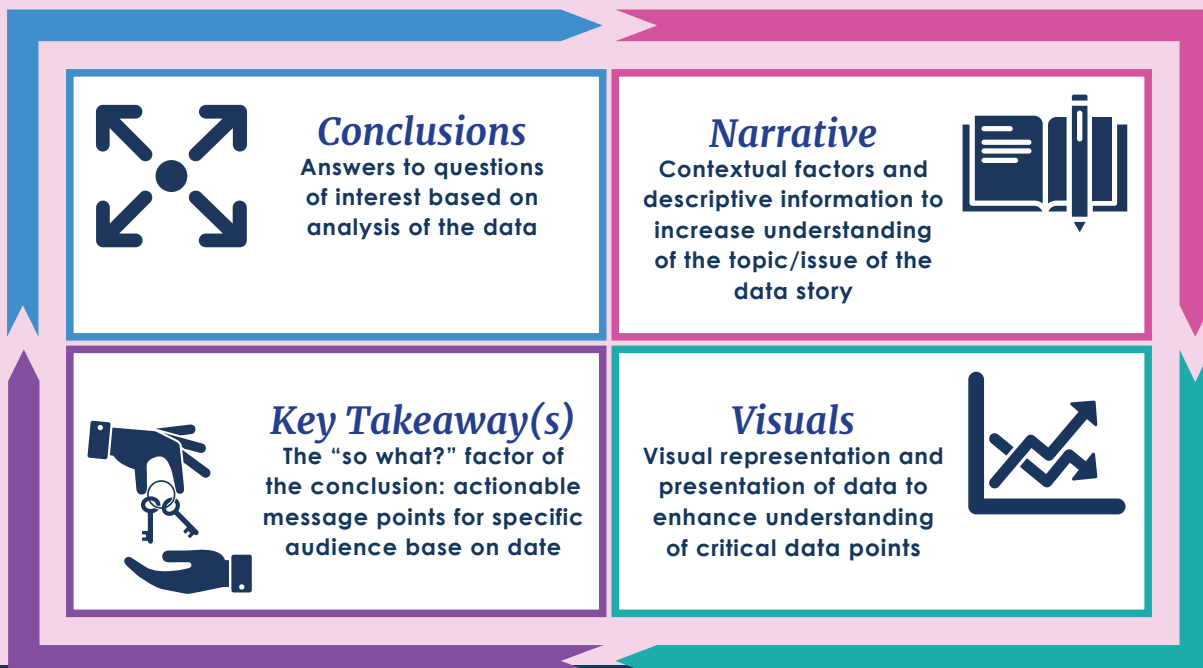 Conclusions
Answers to questions
of interest based on
analysis of the data
Narrative
Contextual factors and
descriptive information to
increase understanding
of the topic/issue of the
data story
Key Takeaway(s)
The “so what?” factor of
the conclusion: actionable
message points for specific
audience base on date
Visuals
Visual representation and
presentation of data to
enhance understanding
of critical data points